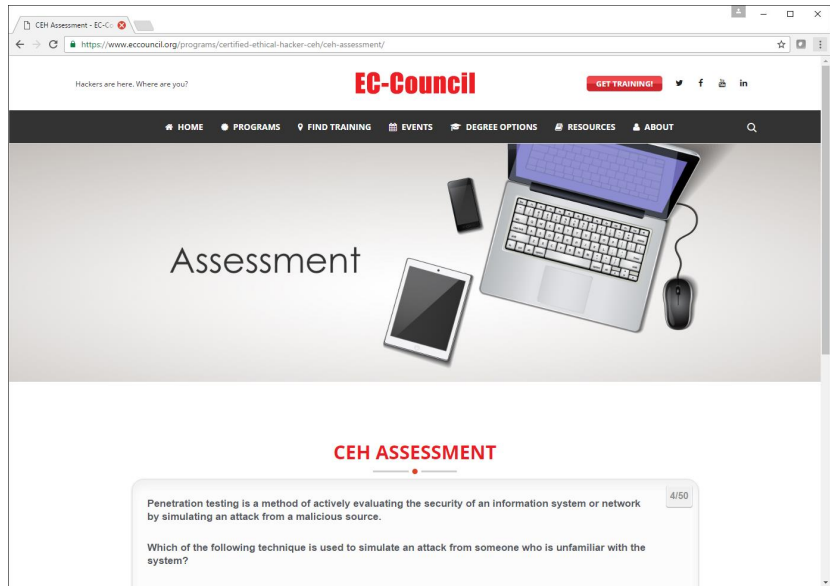 CEH Assessment - EC-Co
https://www.eccouncil.org/programs/certified-ethical-hacker-ceh/ceh-assessment/
Hackers are here. Where are you?
EC-Council
GET TRAINING!
HOME PROGRAMS FIND TRAINING EVENTS DEGREE OPTIONS RESOURCES ABOUT
Assessment
CEH ASSESSMENT
4/50
Penetration testing is a method of actively evaluating the security of an information system or network
by simulating an attack from a malicious source.
Which of the following technique is used to simulate an attack from someone who is unfamiliar with the
system?